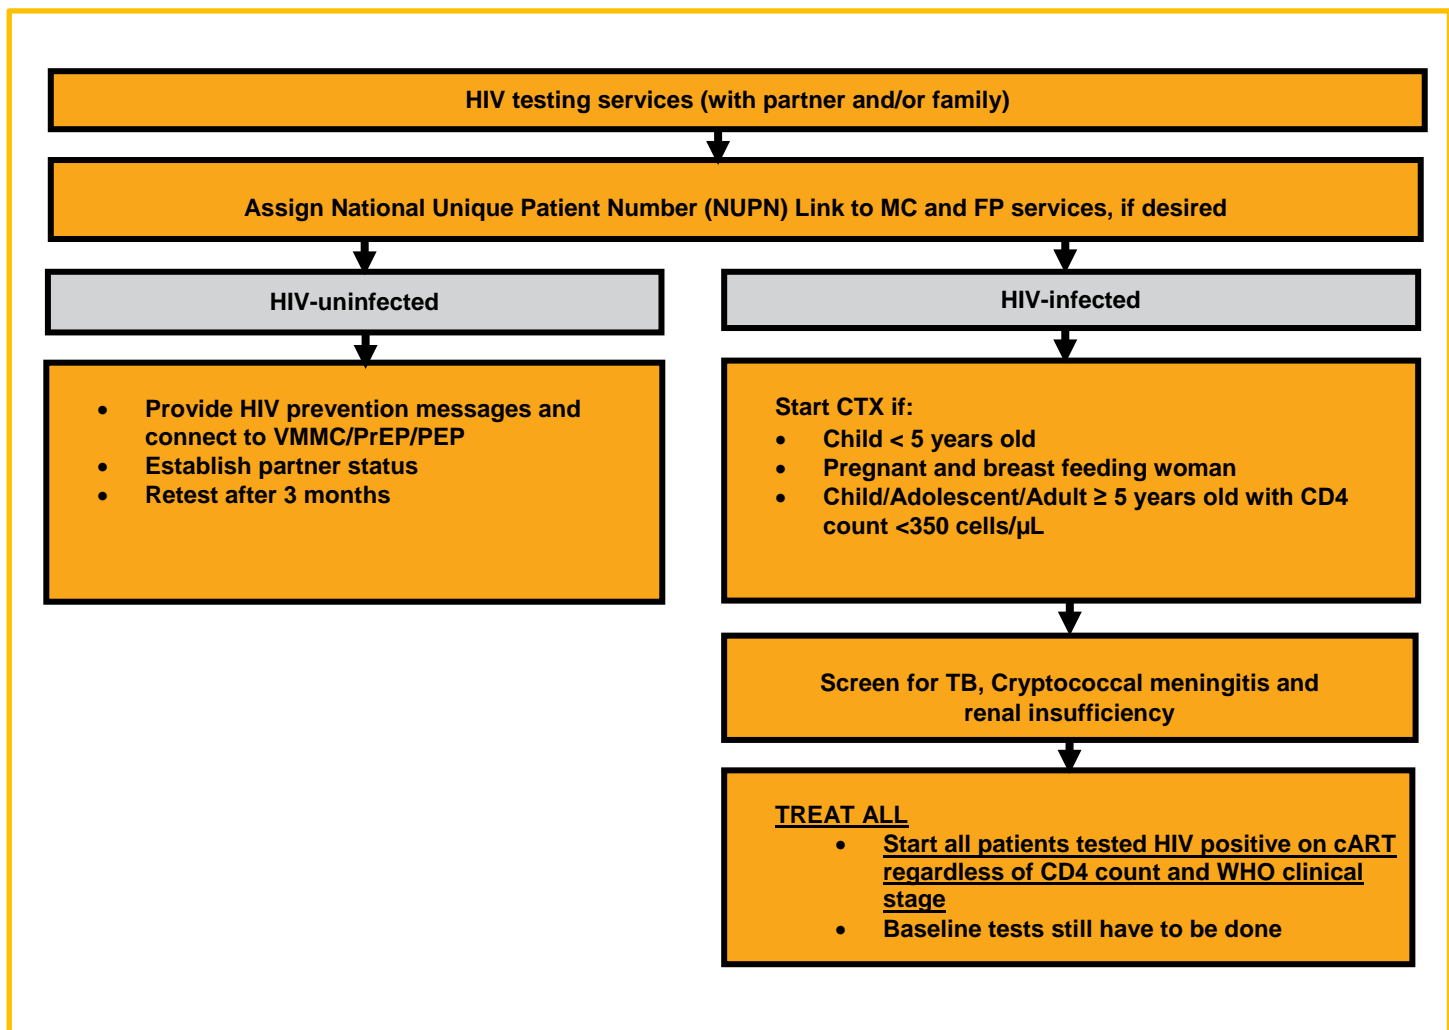 HIV testing services (with partner and/or family)
Assign National Unique Patient Number (NUPN) Link to MC and FP services, if desired
HIV-uninfected
• Provide HIV prevention messages and
connect to VMMC/PrEP/PEP
• Establish partner status
• Retest after 3 months
HIV-infected
Start CTX if:
• Child < 5 years old
• Pregnant and breast feeding woman
• Child/Adolescent/Adult ≥ 5 years old with CD4
count <350 cells/µL
Screen for TB, Cryptococcal meningitis and
renal insufficiency
TREAT ALL
• Start all patients tested HIV positive on cART
regardless of CD4 count and WHO clinical
stage
• Baseline tests still have to be done